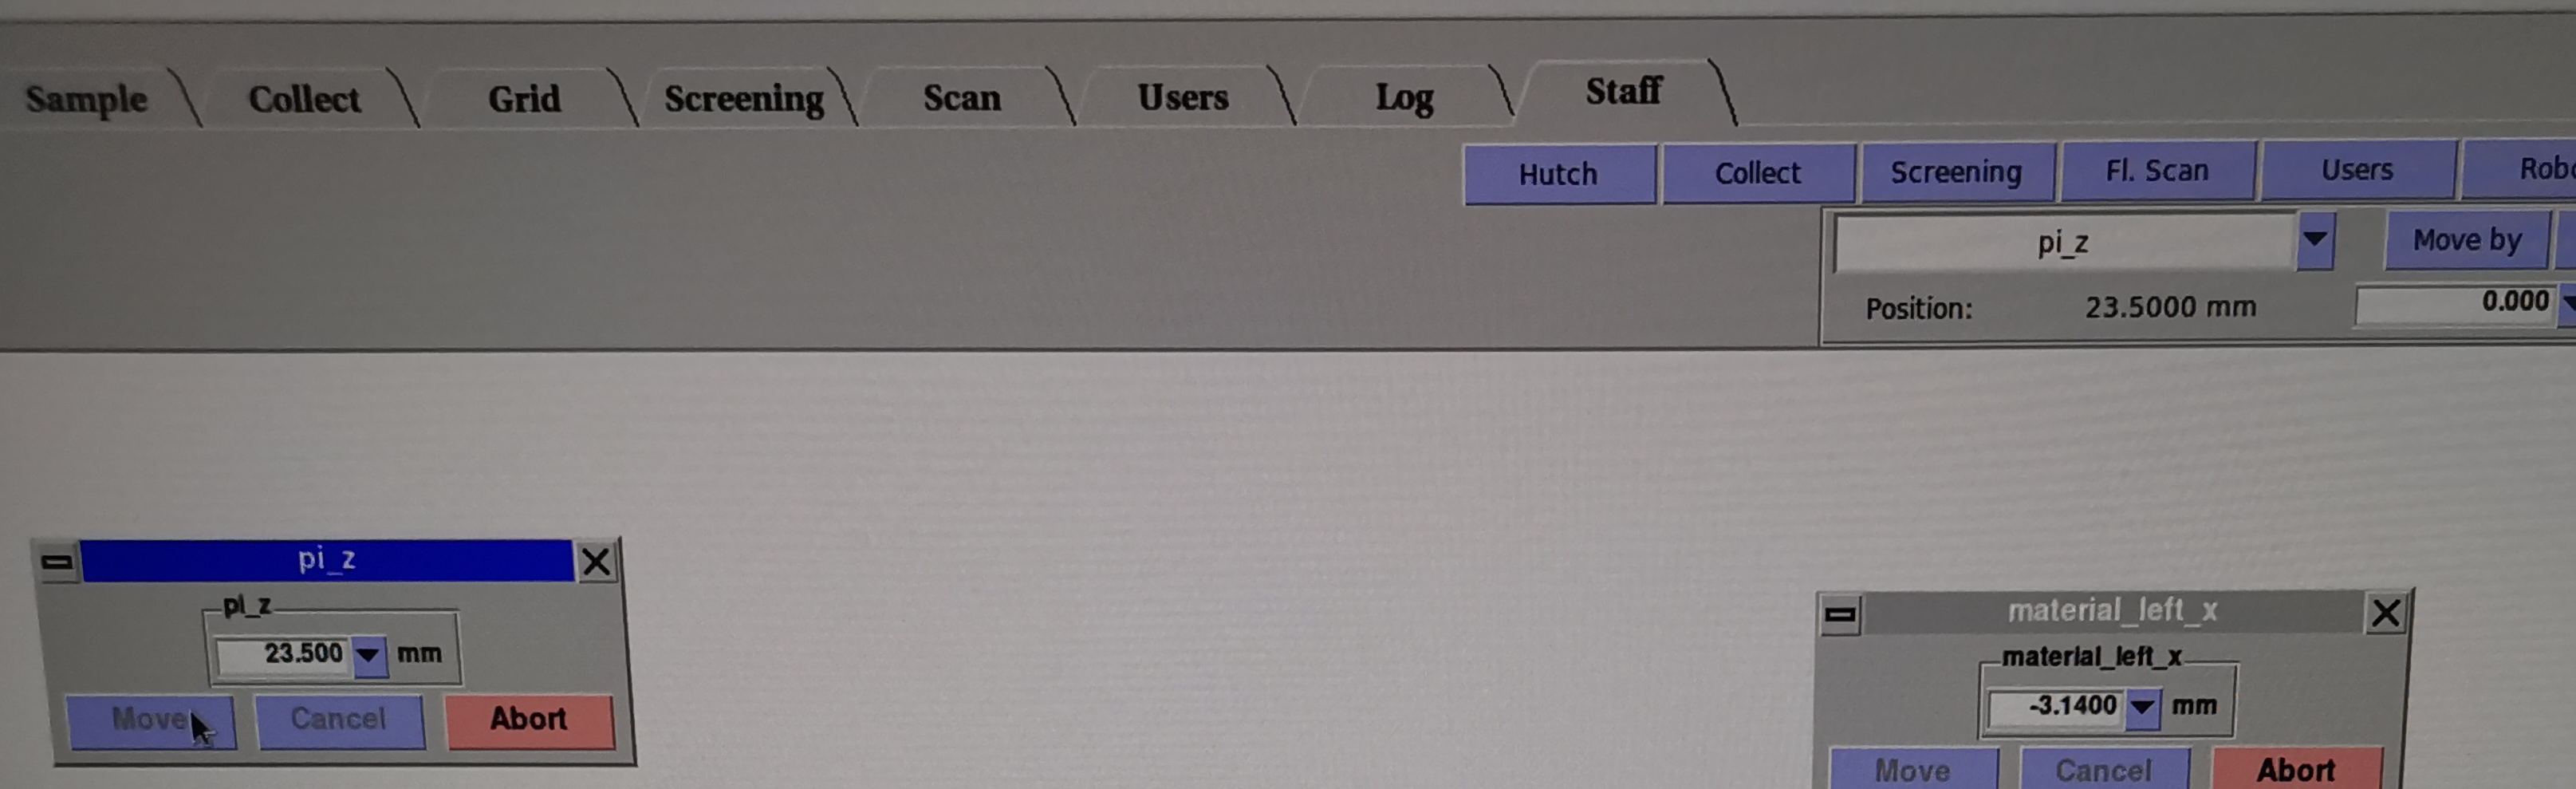 Sample Collect Grid Screening Scan Users Log Staff
Hutch Collect Screening Fl. Scan Users
pi_z Move by
Position: 23.5000 mm 0.000
pi_z
pi_z
23.500 mm
Move Cancel Abort
material_left_x
material_left_x
-3.1400 mm
Move Cancel Abort